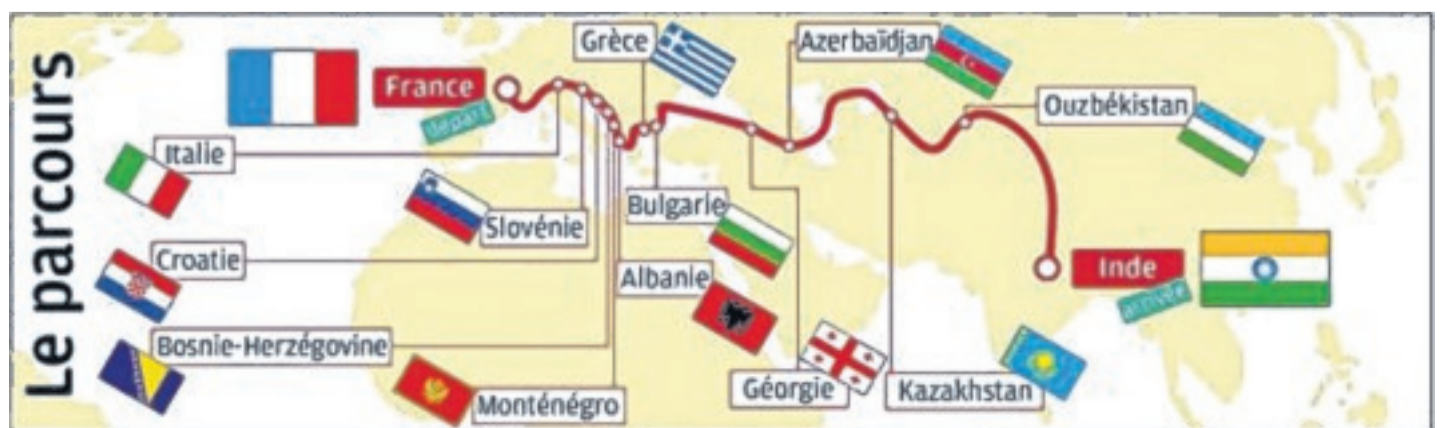 Le parcours
France
départ
Italie
Slovénie
Croatie
Bosnie-Herzégovine
Monténégro
Albanie
Grèce
Bulgarie
Géorgie
Azerbaïdjan
Kazakhstan
Ouzbékistan
Inde
arrivée